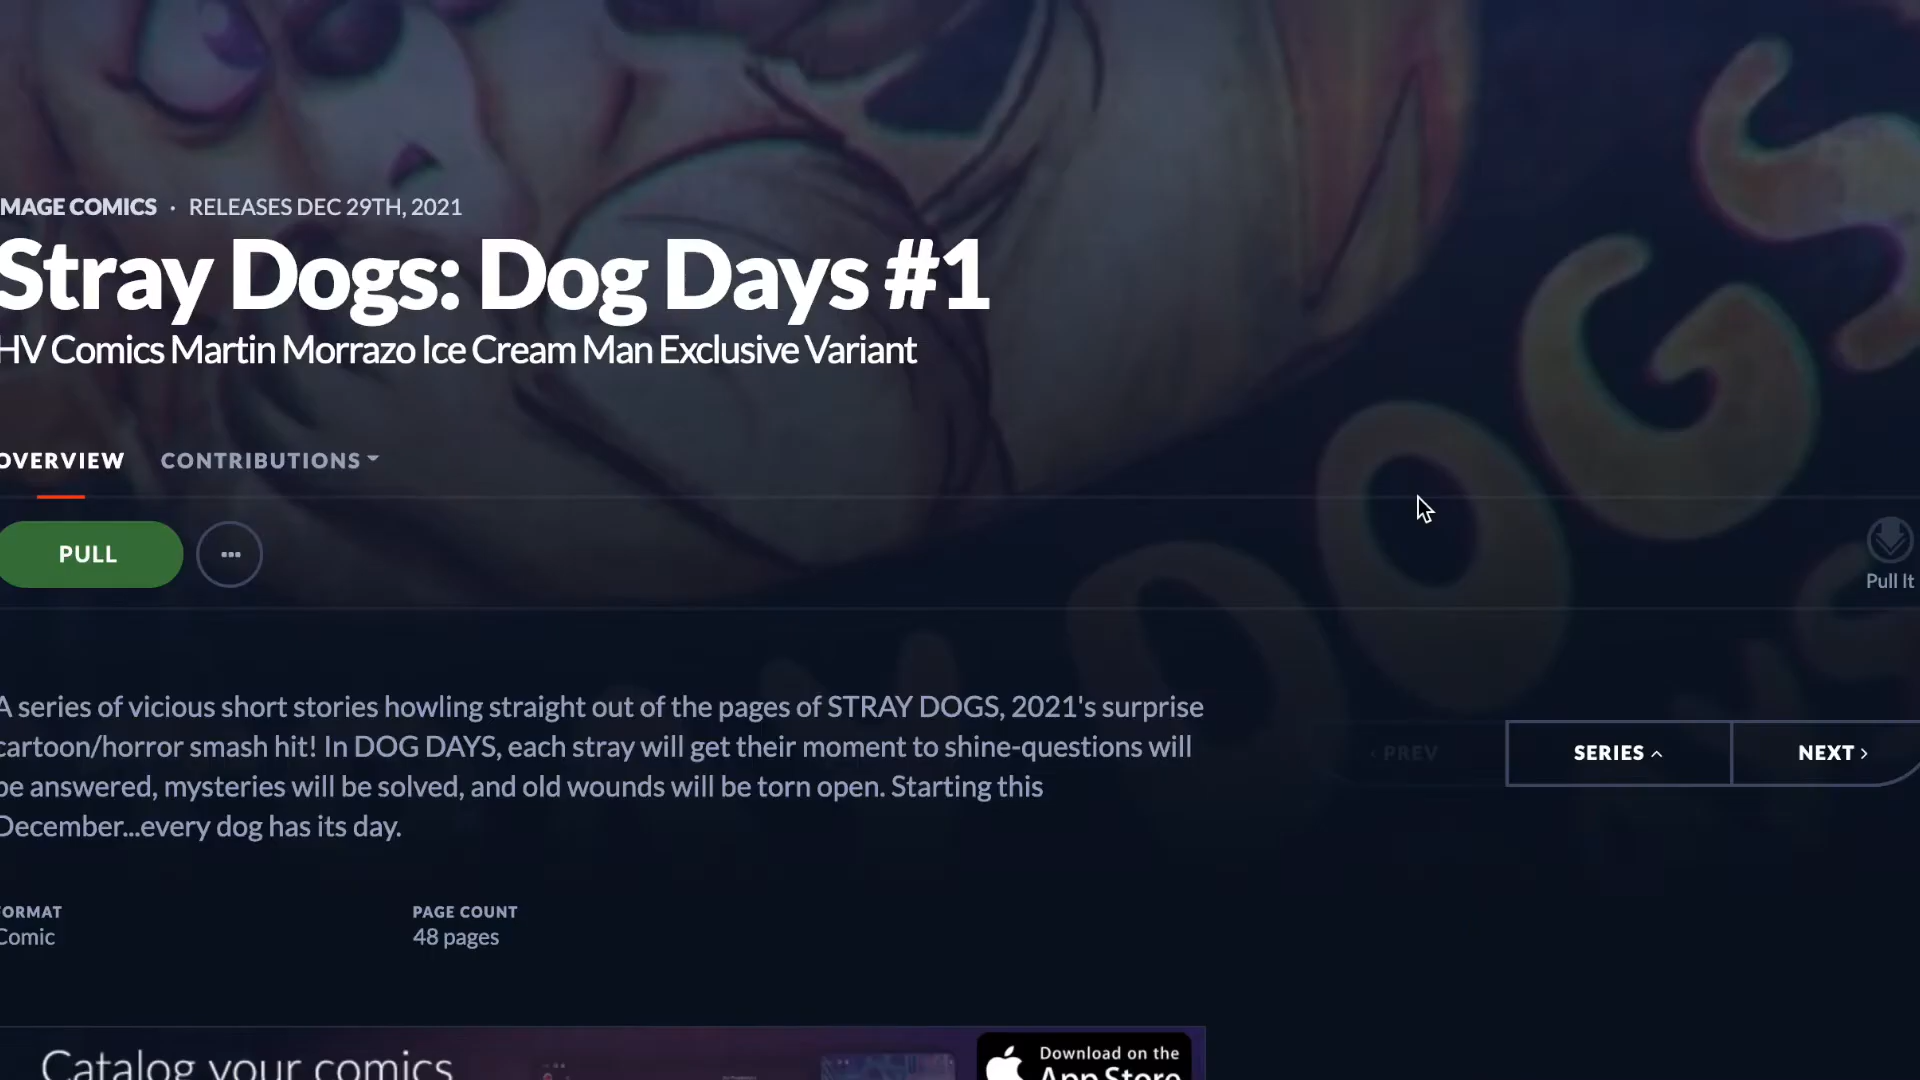 MAGE COMICS · RELEASES DEC 29TH, 2021
Stray Dogs: Dog Days #1
HV Comics Martin Morrazo Ice Cream Man Exclusive Variant
OVERVIEW CONTRIBUTIONS
PULL
Pull It
A series of vicious short stories howling straight out of the pages of STRAY DOGS, 2021's surprise
cartoon/horror smash hit! In DOG DAYS, each stray will get their moment to shine-questions will
be answered, mysteries will be solved, and old wounds will be torn open. Starting this
December...every dog has its day.
‹ PREV SERIES NEXT ›
FORMAT PAGE COUNT
Comic 48 pages
Catalog your comics
Download on the
App Store
DOGS